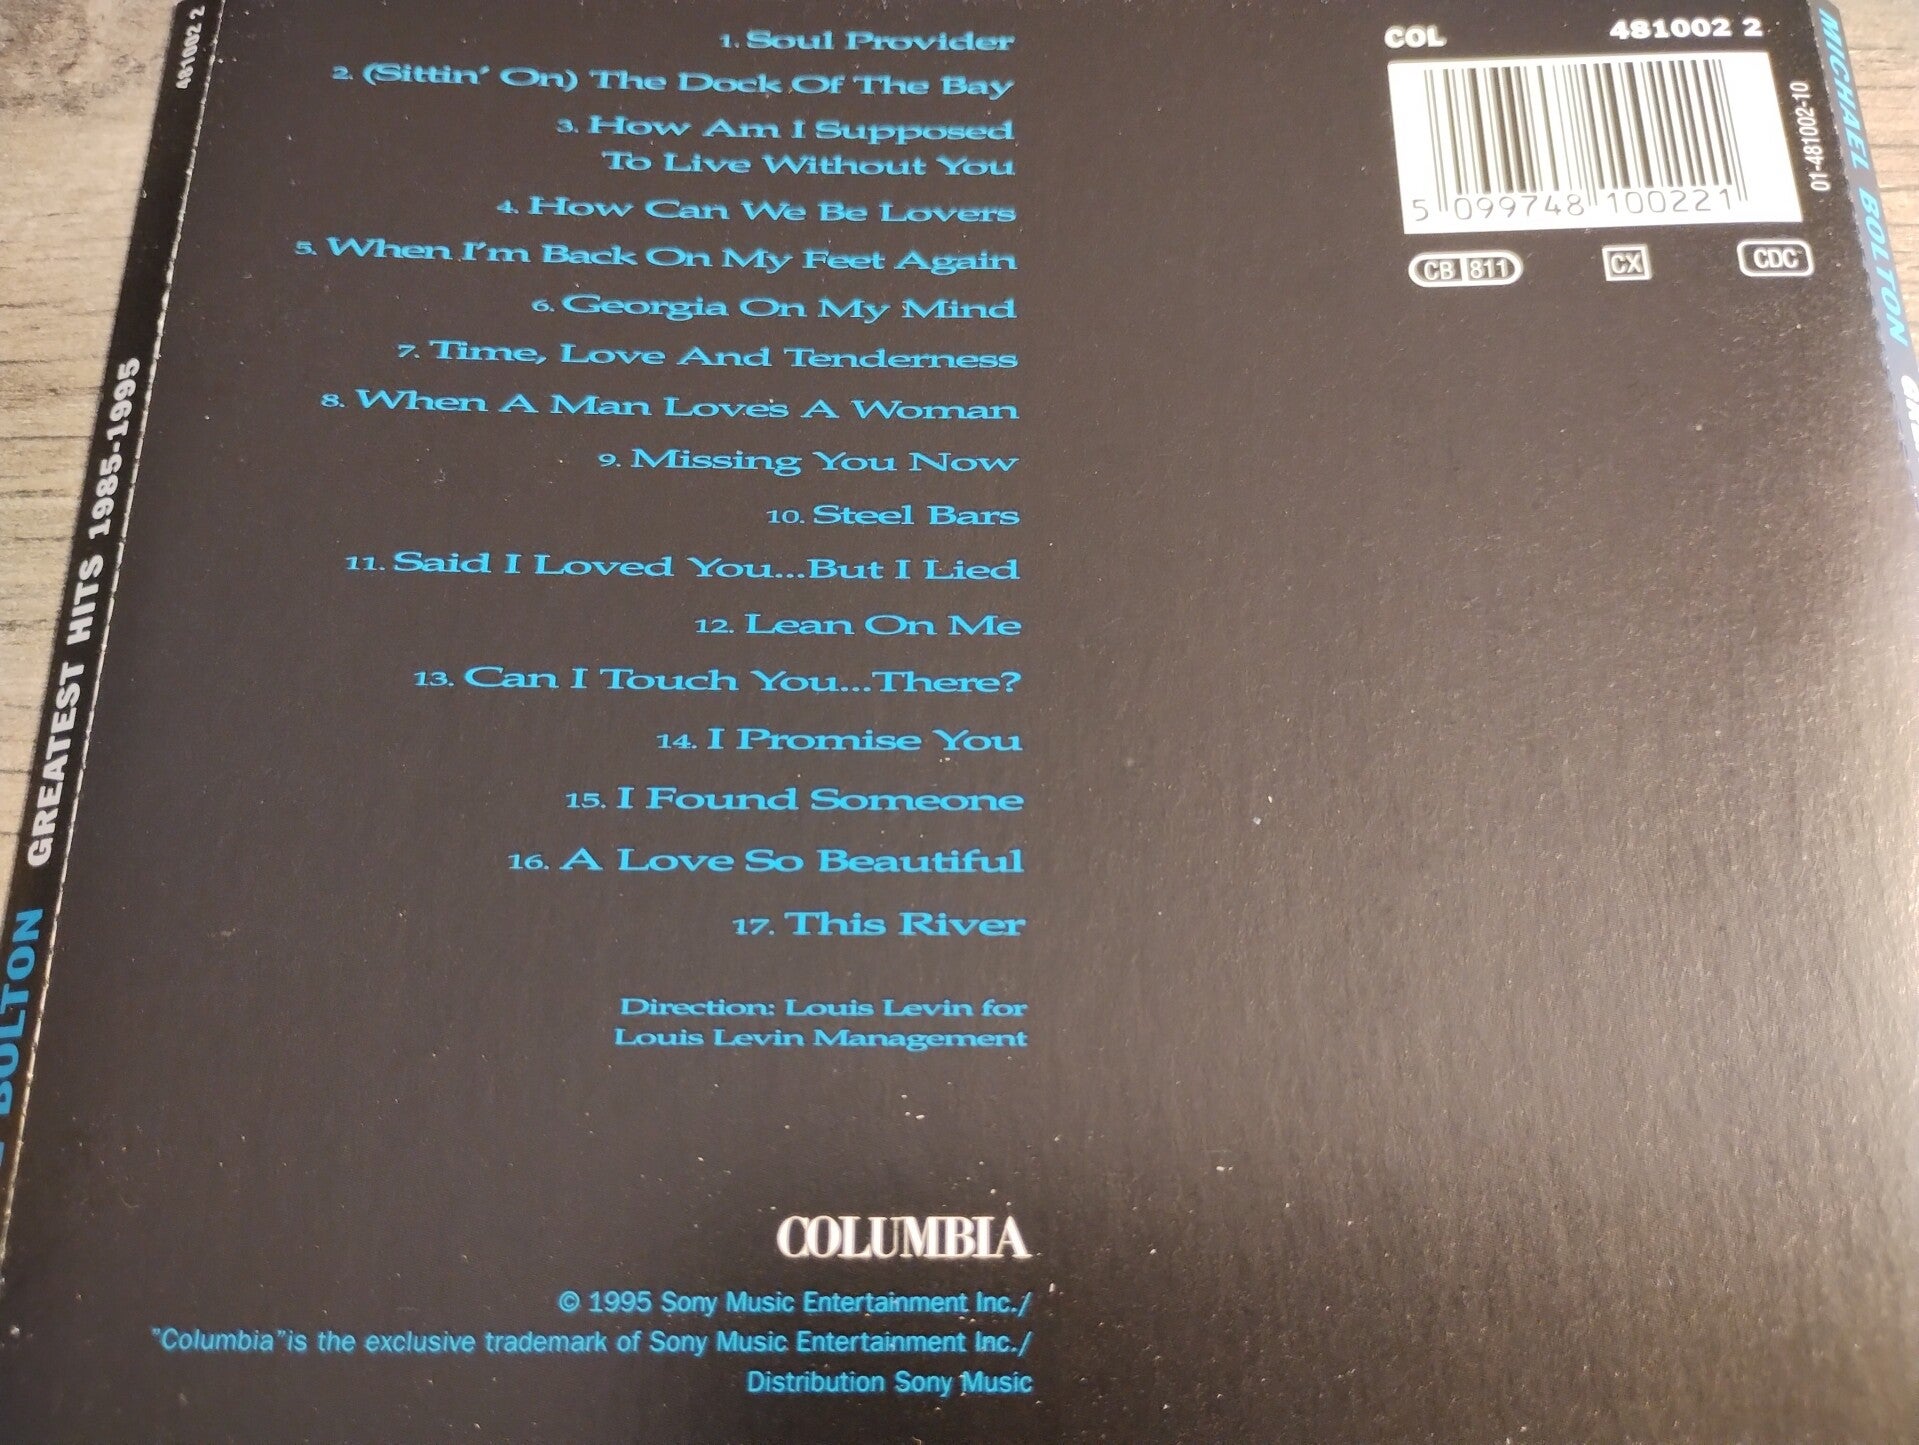 481002 2
GREATEST HITS 1985-1995
BOLTON
1. Soul Provider
2. (Sittin' On) The Dock Of The Bay
3. How Am I Supposed
To Live Without You
4. How Can We Be Lovers
5. When I'm Back On My Feet Again
6. Georgia On My Mind
7. Time, Love And Tenderness
8. When A Man Loves A Woman
9. Missing You Now
10. Steel Bars
11. Said I Loved You...But I Lied
12. Lean On Me
13. Can I Touch You...There?
14. I Promise You
15. I Found Someone
16. A Love So Beautiful
17. This River
Direction: Louis Levin for
Louis Levin Management
COLUMBIA
© 1995 Sony Music Entertainment Inc./
"Columbia" is the exclusive trademark of Sony Music Entertainment Inc./
Distribution Sony Music
COL 481002 2
5 099748 100221
01-481002-10
CB 811 CX CDC
MICHAEL BOLTON